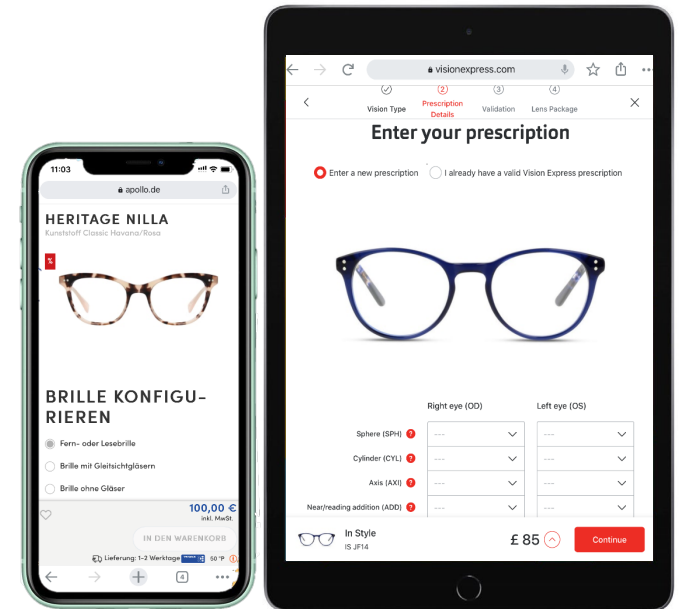 11:03
apollo.de
HERITAGE NILLA
Kunststoff Classic Havana/Rosa
%
BRILLE KONFIGU-
RIEREN
Fern- oder Lesebrille
Brille mit Gleitsichtgläsern
Brille ohne Gläser
100,00 €
inkl. MwSt.
IN DEN WARENKORB
Lieferung: 1-2 Werktage
50 °P
4
visionexpress.com
2
3
4
Vision Type
Prescription
Details
Validation
Lens Package
Enter your prescription
Enter a new prescription
I already have a valid Vision Express prescription
Right eye (OD)
Left eye (OS)
Sphere (SPH) ? --- ---
Cylinder (CYL) ? --- ---
Axis (AXI) ? --- ---
Near/reading addition (ADD) ? --- ---
In Style
IS JF14
£ 85
Continue